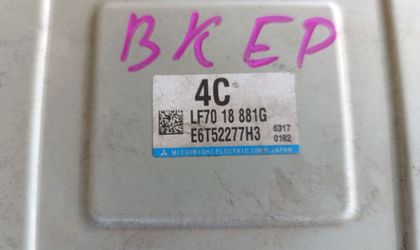 BK EP
4C
LF70 18 881G
E6T52277H3 6317
0182
MITSUBISHI ELECTRIC CORP. JAPAN